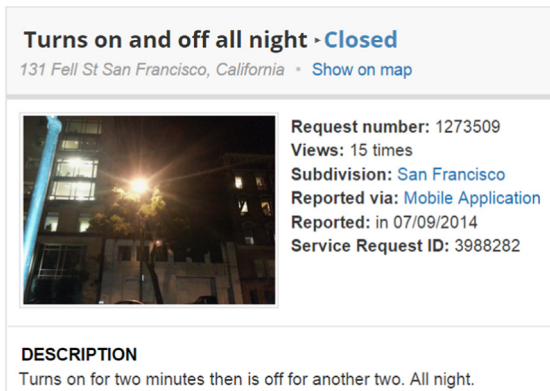 Turns on and off all night ▸ Closed
131 Fell St San Francisco, California • Show on map
Request number: 1273509
Views: 15 times
Subdivision: San Francisco
Reported via: Mobile Application
Reported: in 07/09/2014
Service Request ID: 3988282
DESCRIPTION
Turns on for two minutes then is off for another two. All night.